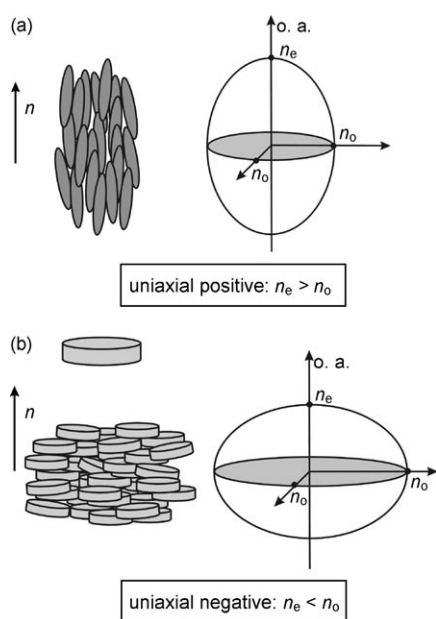 (a)
o. a.
nₑ
n
nₒ
nₒ
uniaxial positive: nₑ > nₒ
(b)
o. a.
n
nₑ
nₒ
nₒ
uniaxial negative: nₑ < nₒ